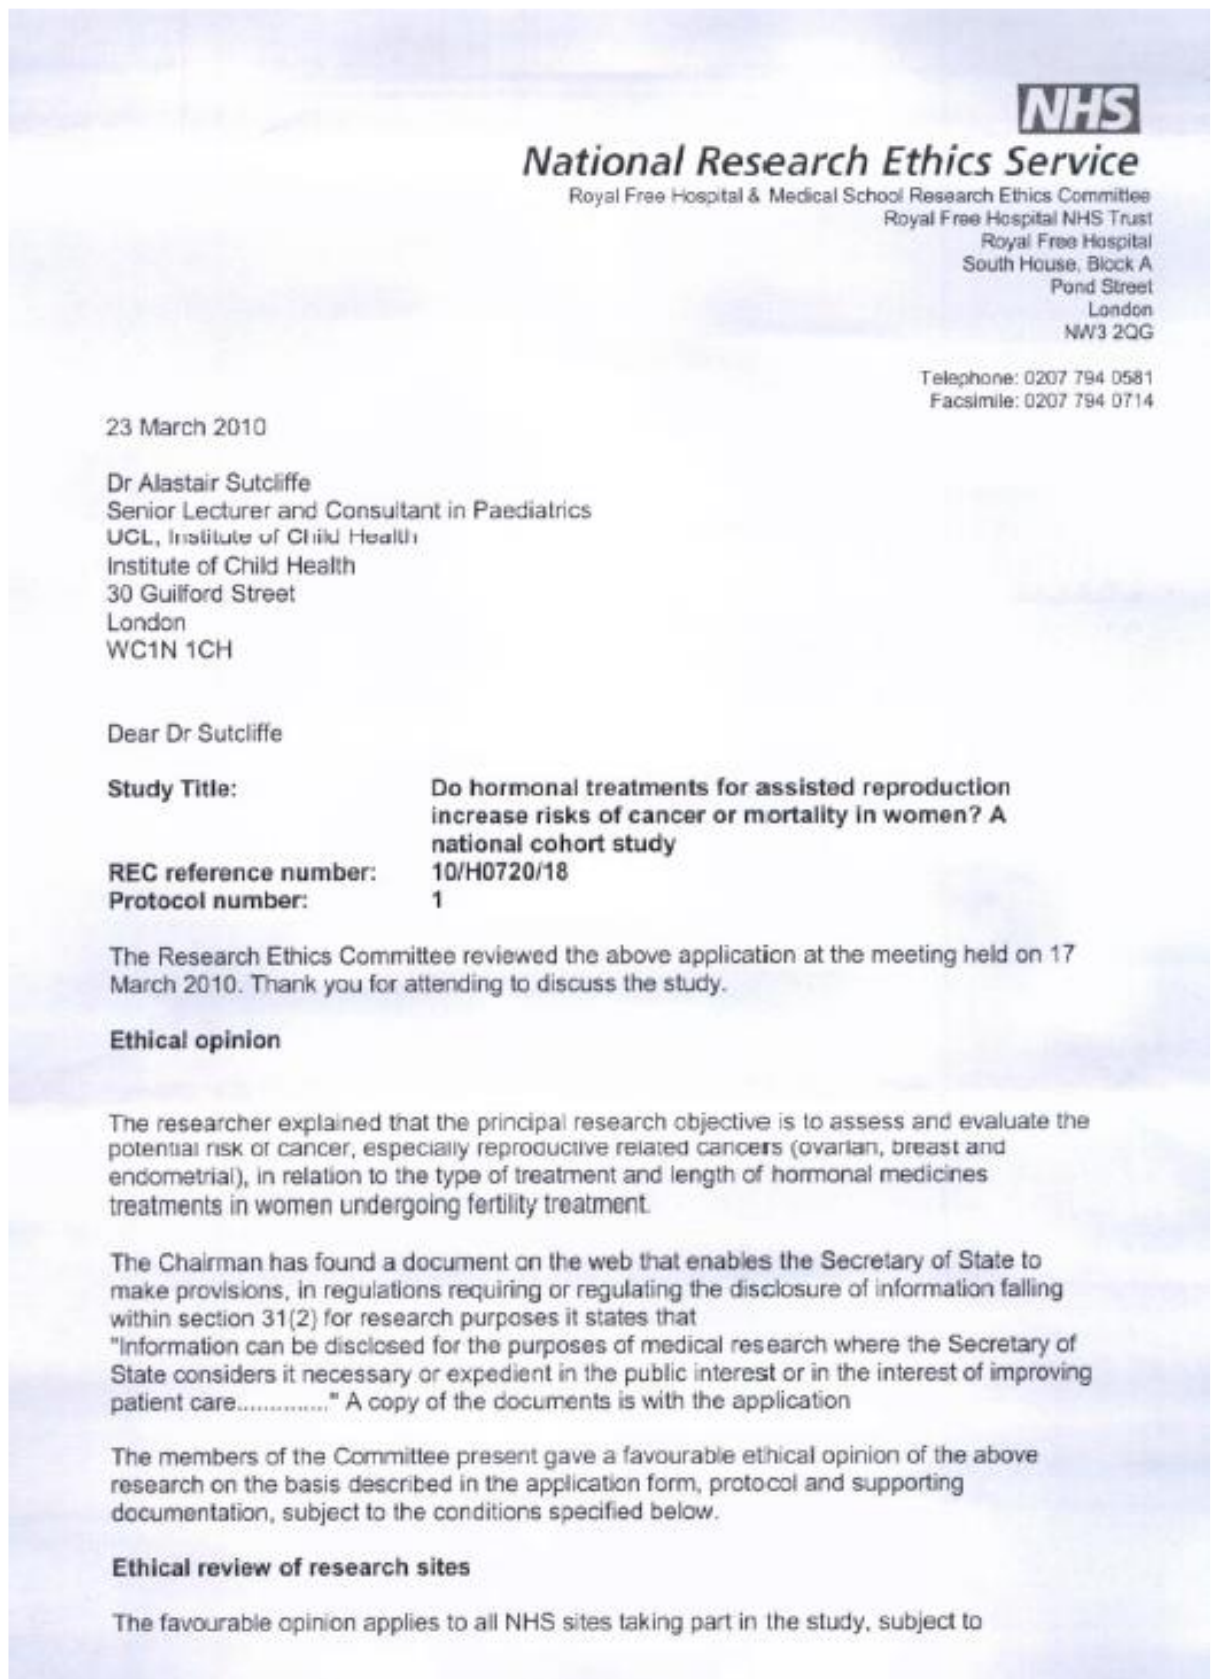 NHS
National Research Ethics Service
Royal Free Hospital & Medical School Research Ethics Committee
Royal Free Hospital NHS Trust
Royal Free Hospital
South House, Block A
Pond Street
London
NW3 2QG
Telephone: 0207 794 0581
Facsimile: 0207 794 0714
23 March 2010
Dr Alastair Sutcliffe
Senior Lecturer and Consultant in Paediatrics
UCL, Institute of Child Health
Institute of Child Health
30 Guilford Street
London
WC1N 1CH
Dear Dr Sutcliffe
Study Title: Do hormonal treatments for assisted reproduction
increase risks of cancer or mortality in women? A
national cohort study
REC reference number: 10/H0720/18
Protocol number: 1
The Research Ethics Committee reviewed the above application at the meeting held on 17
March 2010. Thank you for attending to discuss the study.
Ethical opinion
The researcher explained that the principal research objective is to assess and evaluate the
potential risk of cancer, especially reproductive related cancers (ovarian, breast and
endometrial), in relation to the type of treatment and length of hormonal medicines
treatments in women undergoing fertility treatment.
The Chairman has found a document on the web that enables the Secretary of State to
make provisions, in regulations requiring or regulating the disclosure of information falling
within section 31(2) for research purposes it states that
"Information can be disclosed for the purposes of medical research where the Secretary of
State considers it necessary or expedient in the public interest or in the interest of improving
patient care.............." A copy of the documents is with the application
The members of the Committee present gave a favourable ethical opinion of the above
research on the basis described in the application form, protocol and supporting
documentation, subject to the conditions specified below.
Ethical review of research sites
The favourable opinion applies to all NHS sites taking part in the study, subject to